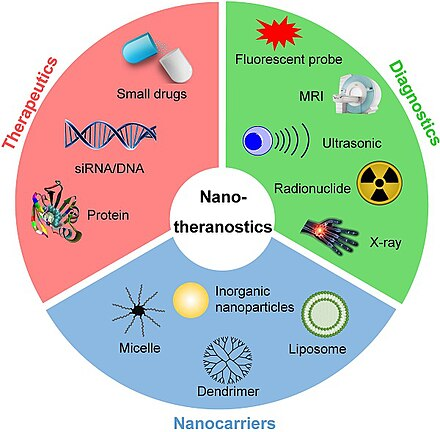 Therapeutics
Small drugs
siRNA/DNA
Protein
Diagnostics
Fluorescent probe
MRI
Ultrasonic
Radionuclide
X-ray
Nano-
theranostics
Inorganic
nanoparticles
Micelle
Liposome
Dendrimer
Nanocarriers